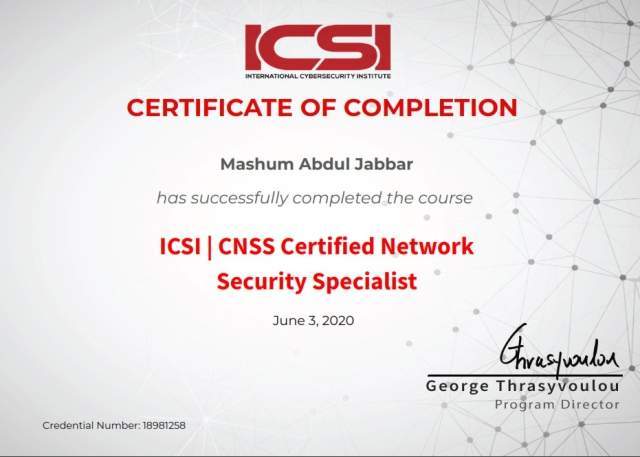 ICSI
INTERNATIONAL CYBERSECURITY INSTITUTE
CERTIFICATE OF COMPLETION
Mashum Abdul Jabbar
has successfully completed the course
ICSI | CNSS Certified Network
Security Specialist
June 3, 2020
Thrasyvoulou
George Thrasyvoulou
Program Director
Credential Number: 18981258